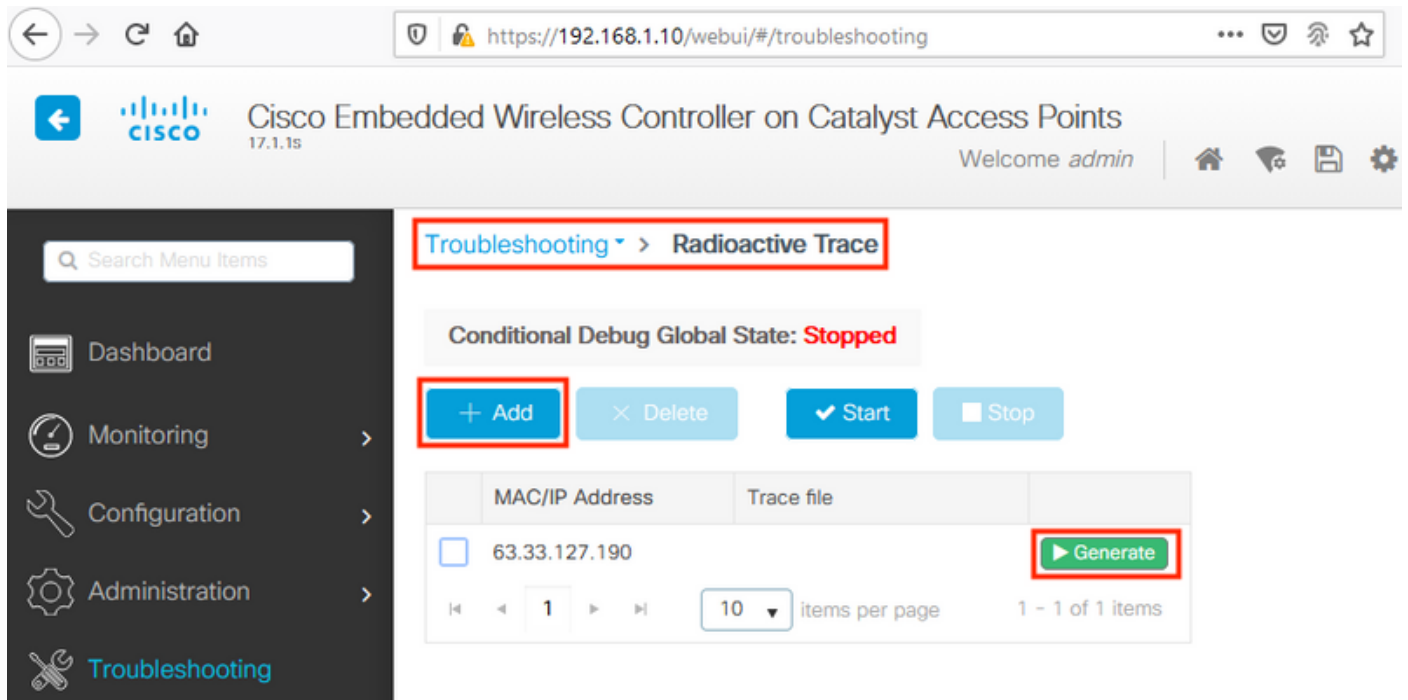 https://192.168.1.10/webui/#/troubleshooting
CISCO
Cisco Embedded Wireless Controller on Catalyst Access Points
17.1.1s
Welcome admin
Search Menu Items
Dashboard
Monitoring
Configuration
Administration
Troubleshooting
Troubleshooting > Radioactive Trace
Conditional Debug Global State: Stopped
+ Add × Delete ✔ Start Stop
MAC/IP Address Trace file
63.33.127.190 Generate
1 10 items per page 1 - 1 of 1 items